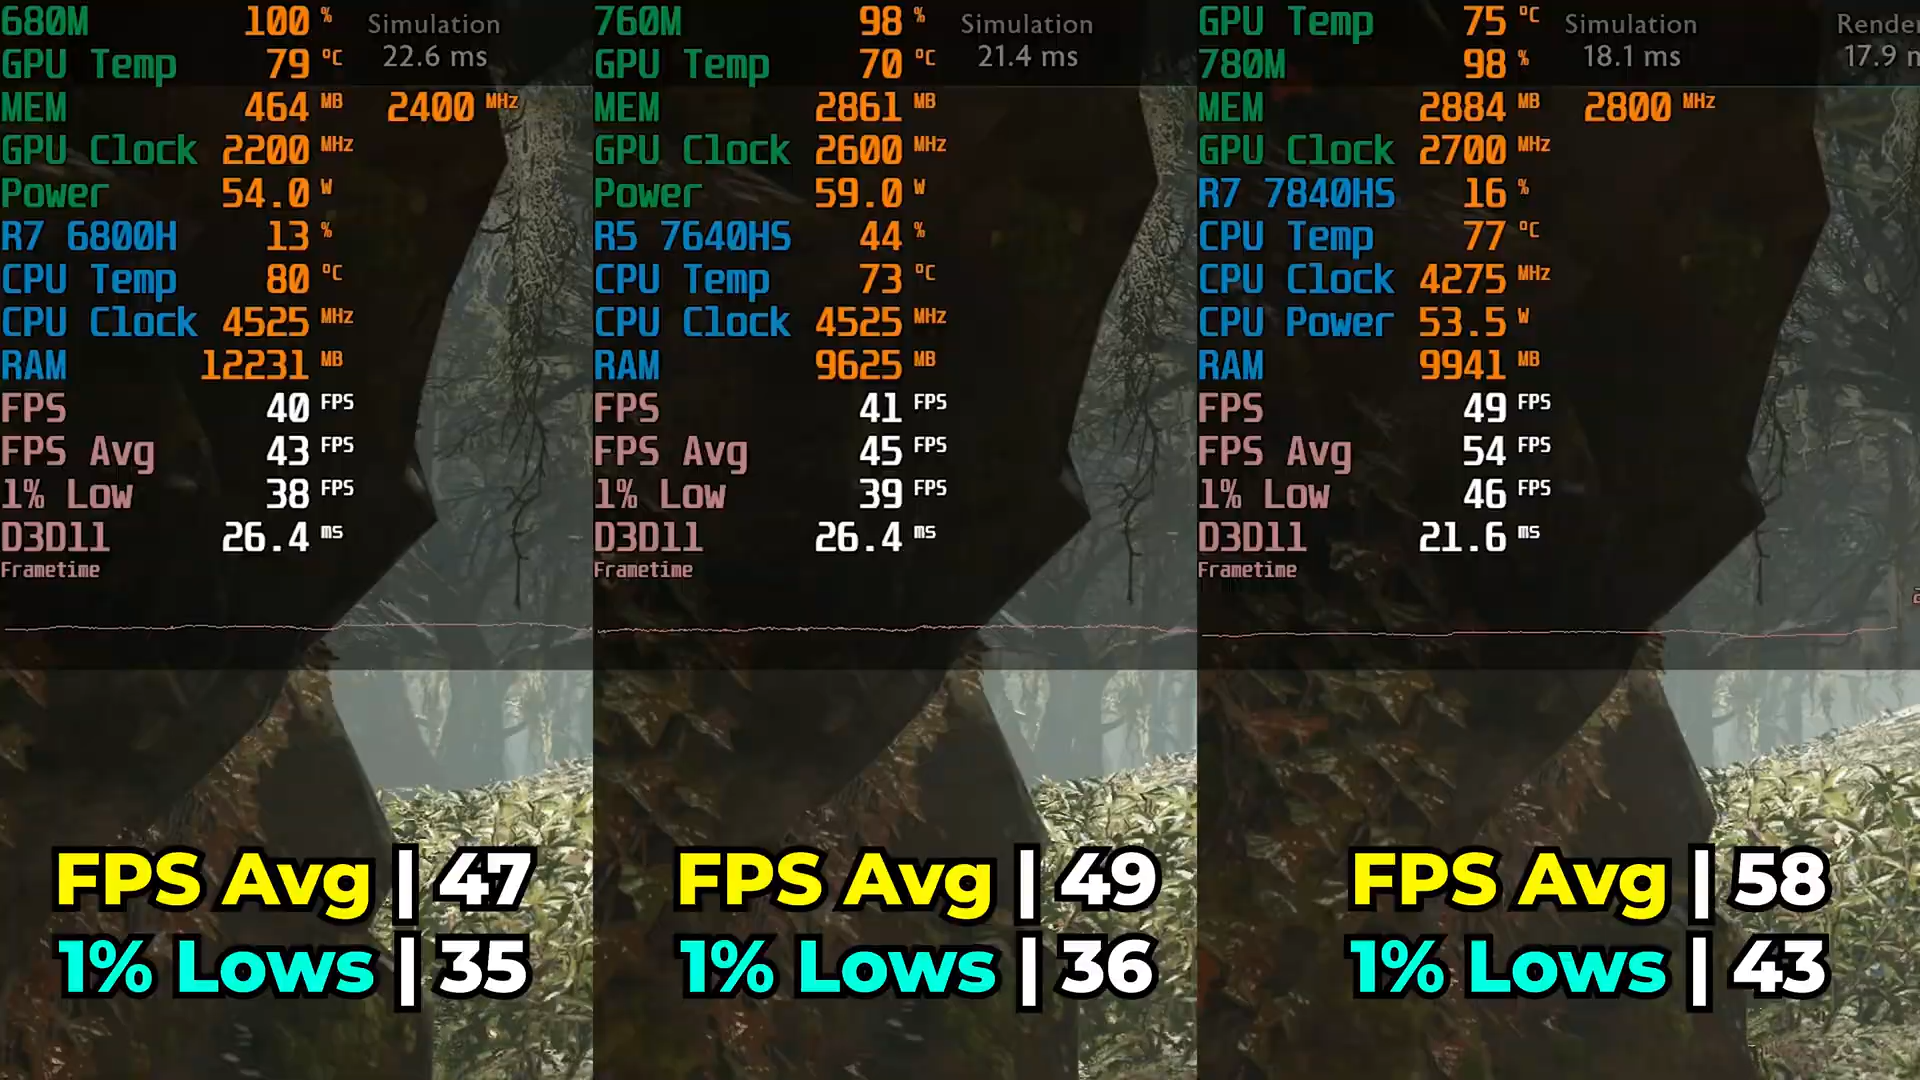 680M 100 % Simulation
GPU Temp 79 °C 22.6 ms
MEM 464 MB 2400 MHz
GPU Clock 2200 MHz
Power 54.0 W
R7 6800H 13 %
CPU Temp 80 °C
CPU Clock 4525 MHz
RAM 12231 MB
FPS 40 FPS
FPS Avg 43 FPS
1% Low 38 FPS
D3D11 26.4 ms
Frametime
FPS Avg | 47
1% Lows | 35
760M 98 % Simulation
GPU Temp 70 °C 21.4 ms
MEM 2861 MB
GPU Clock 2600 MHz
Power 59.0 W
R5 7640HS 44 %
CPU Temp 73 °C
CPU Clock 4525 MHz
RAM 9625 MB
FPS 41 FPS
FPS Avg 45 FPS
1% Low 39 FPS
D3D11 26.4 ms
Frametime
FPS Avg | 49
1% Lows | 36
GPU Temp 75 °C Simulation Render
780M 98 % 18.1 ms 17.9 m
MEM 2884 MB 2800 MHz
GPU Clock 2700 MHz
R7 7840HS 16 %
CPU Temp 77 °C
CPU Clock 4275 MHz
CPU Power 53.5 W
RAM 9941 MB
FPS 49 FPS
FPS Avg 54 FPS
1% Low 46 FPS
D3D11 21.6 ms
Frametime
FPS Avg | 58
1% Lows | 43